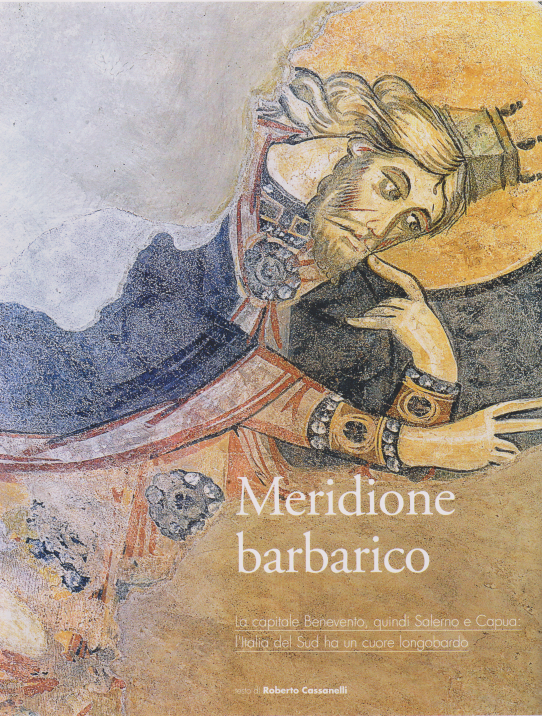 Meridione
barbarico
La capitale Benevento, quindi Salerno e Capua:
l'Italia del Sud ha un cuore longobardo
testo di Roberto Cassanelli